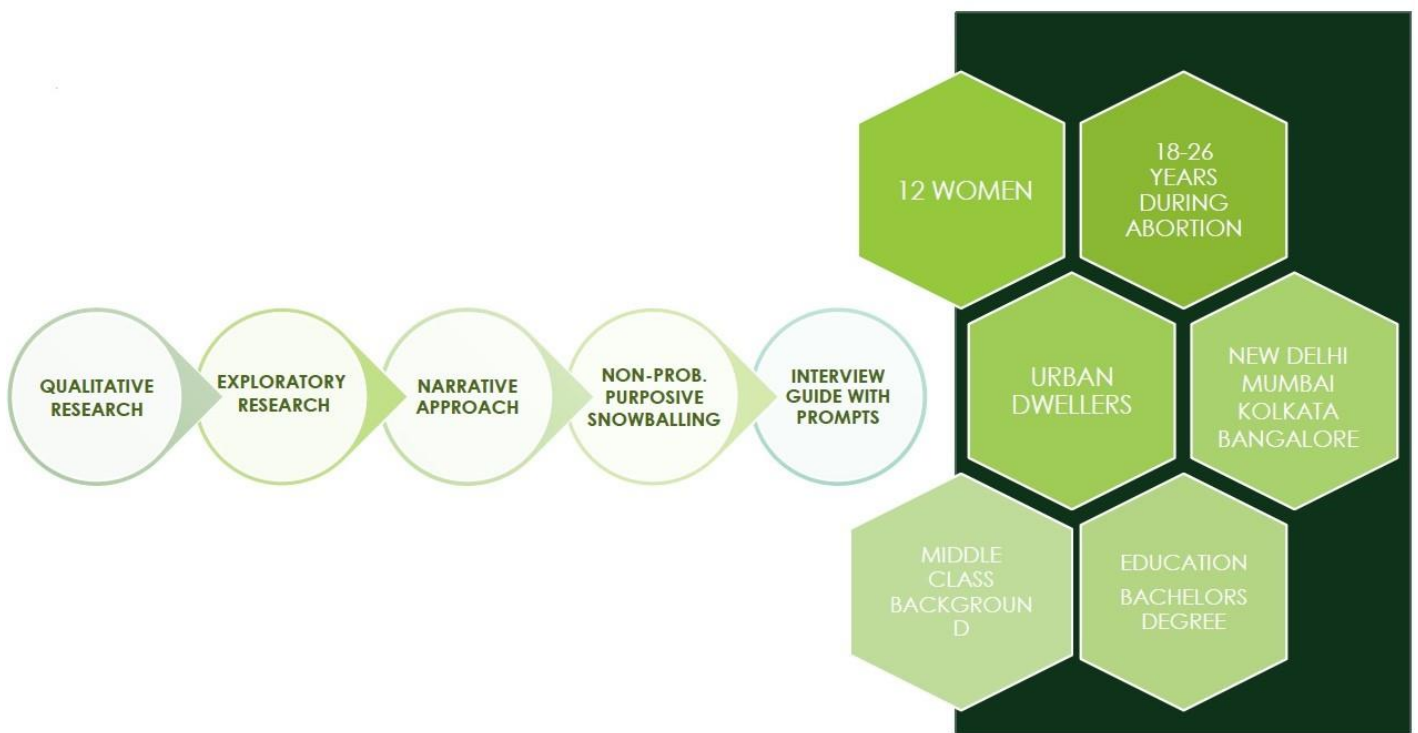 QUALITATIVE
RESEARCH
EXPLORATORY
RESEARCH
NARRATIVE
APPROACH
NON-PROB.
PURPOSIVE
SNOWBALLING
INTERVIEW
GUIDE WITH
PROMPTS
12 WOMEN
18-26
YEARS
DURING
ABORTION
URBAN
DWELLERS
NEW DELHI
MUMBAI
KOLKATA
BANGALORE
MIDDLE
CLASS
BACKGROUN
D
EDUCATION
BACHELORS
DEGREE